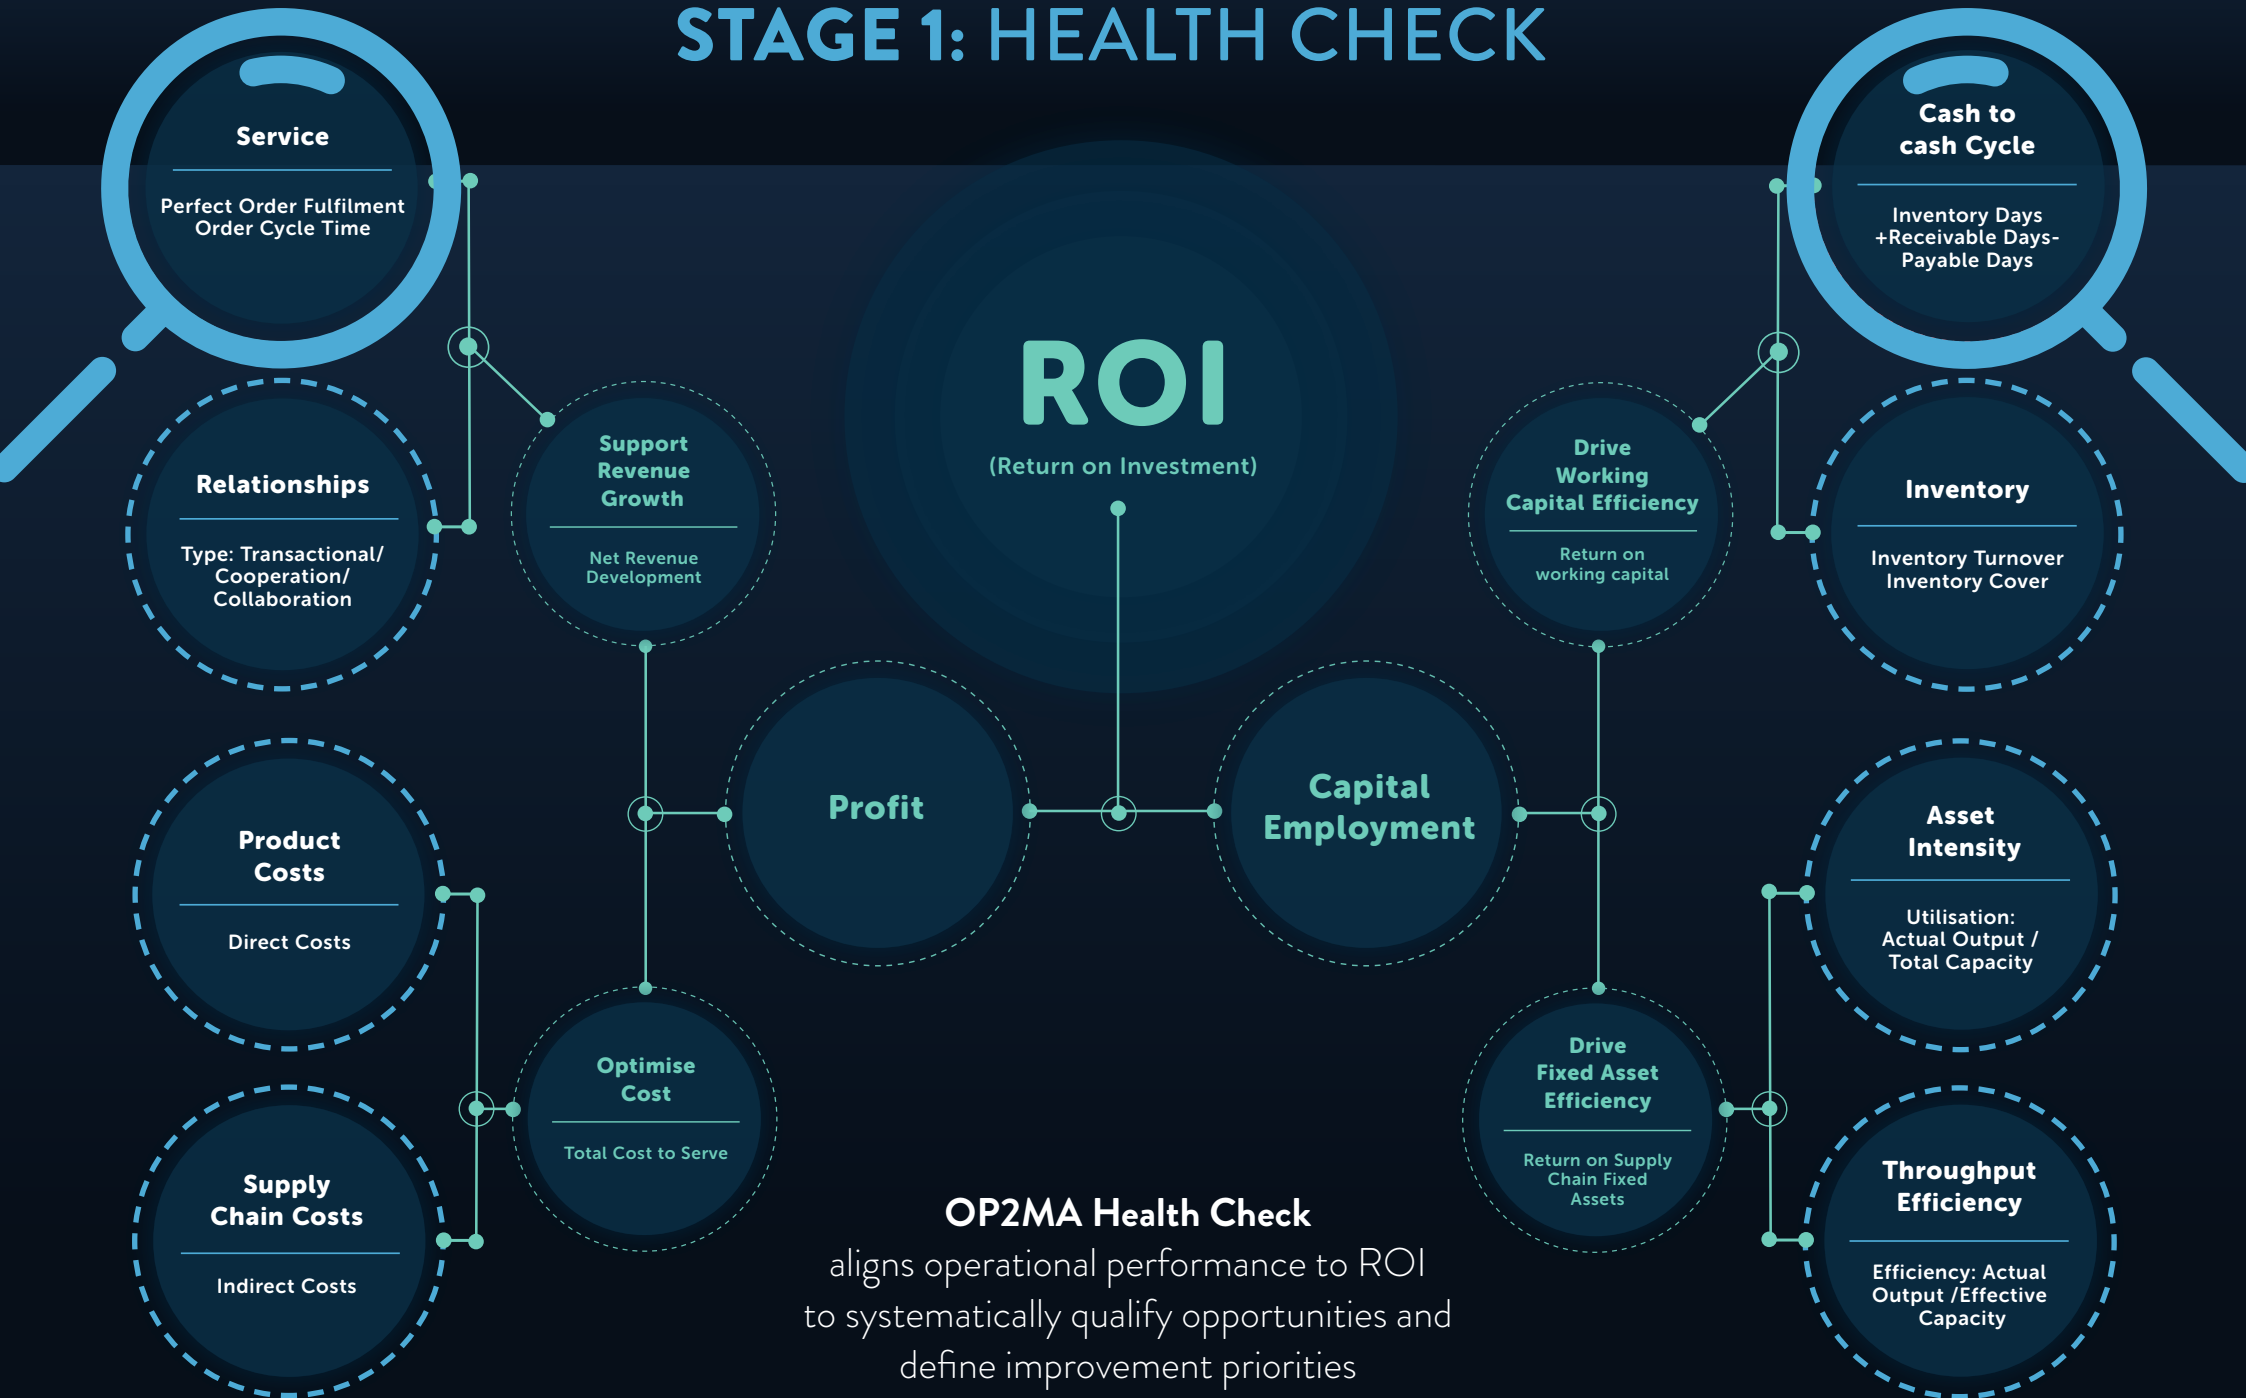 STAGE 1: HEALTH CHECK
Service
Perfect Order Fulfilment
Order Cycle Time
Relationships
Type: Transactional/
Cooperation/
Collaboration
Support
Revenue
Growth
Net Revenue
Development
Product
Costs
Direct Costs
Supply
Chain Costs
Indirect Costs
Optimise
Cost
Total Cost to Serve
ROI
(Return on Investment)
Profit
Capital
Employment
Drive
Working
Capital Efficiency
Return on
working capital
Cash to
cash Cycle
Inventory Days
+Receivable Days-
Payable Days
Inventory
Inventory Turnover
Inventory Cover
Drive
Fixed Asset
Efficiency
Return on Supply
Chain Fixed
Assets
Asset
Intensity
Utilisation:
Actual Output /
Total Capacity
Throughput
Efficiency
Efficiency: Actual
Output /Effective
Capacity
OP2MA Health Check
aligns operational performance to ROI
to systematically qualify opportunities and
define improvement priorities